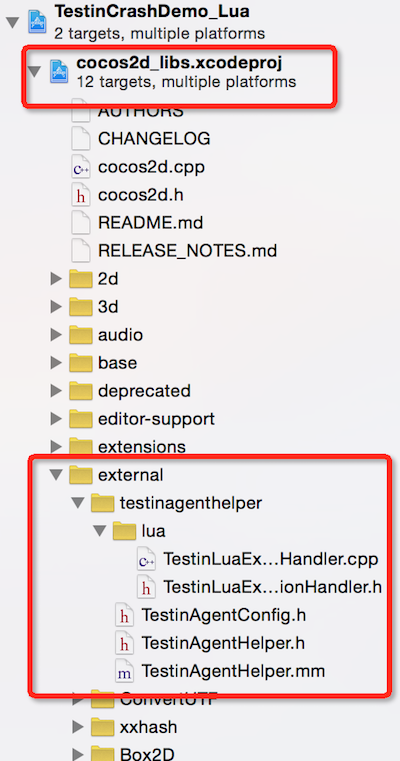 TestinCrashDemo_Lua
2 targets, multiple platforms
cocos2d_libs.xcodeproj
12 targets, multiple platforms
AUTHORS
CHANGELOG
cocos2d.cpp
cocos2d.h
README.md
RELEASE_NOTES.md
2d
3d
audio
base
deprecated
editor-support
extensions
external
testinagenthelper
lua
TestinLuaEx...Handler.cpp
TestinLuaEx...ionHandler.h
TestinAgentConfig.h
TestinAgentHelper.h
TestinAgentHelper.mm
ConvertUTF
xxhash
Box2D